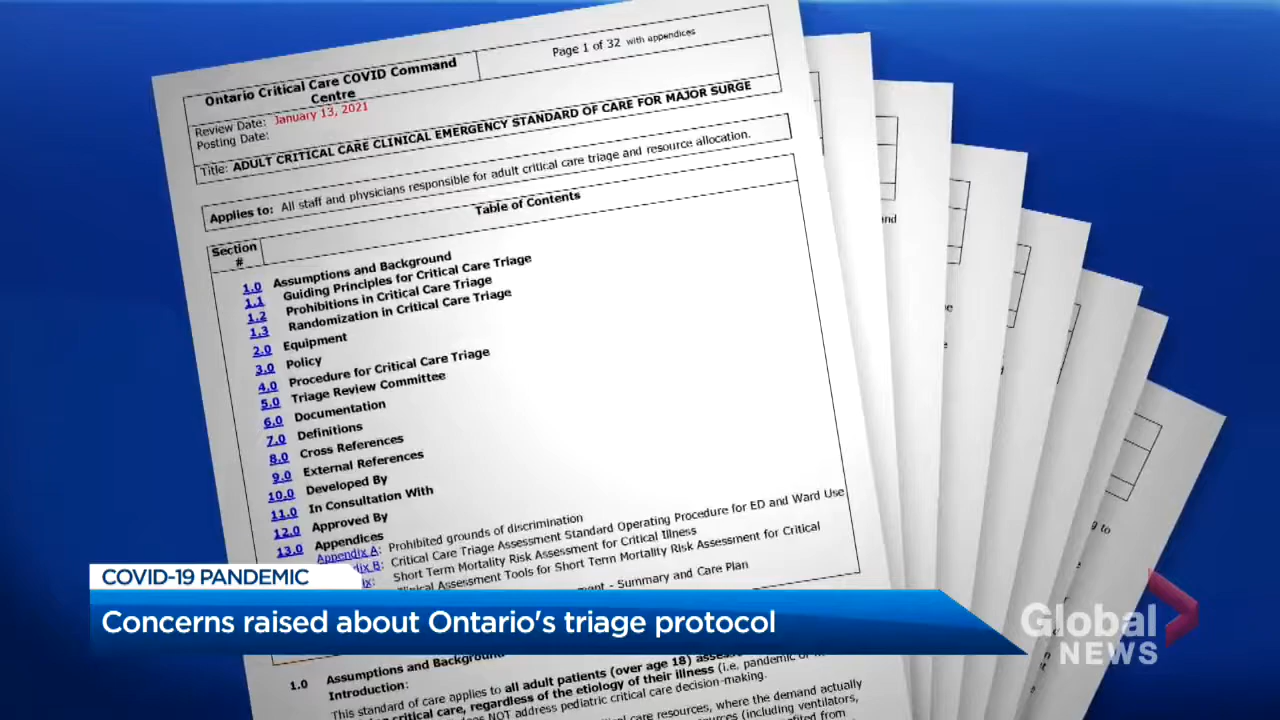 Ontario Critical Care COVID Command
Centre
Page 1 of 32 with appendices
Review Date: January 13, 2021
Posting Date:
Title: ADULT CRITICAL CARE CLINICAL EMERGENCY STANDARD OF CARE FOR MAJOR SURGE
Applies to: All staff and physicians responsible for adult critical care triage and resource allocation.
Table of Contents
Section
#
1.0 Assumptions and Background
1.1 Guiding Principles for Critical Care Triage
1.2 Prohibitions in Critical Care Triage
1.3 Randomization in Critical Care Triage
2.0 Equipment
3.0 Policy
4.0 Procedure for Critical Care Triage
5.0 Triage Review Committee
6.0 Documentation
7.0 Definitions
8.0 Cross References
9.0 External References
10.0 Developed By
11.0 In Consultation With
12.0 Approved By
13.0 Appendices
Appendix A: Prohibited grounds of discrimination
B: Critical Care Triage Assessment Standard Operating Procedure for ED and Ward Use
Short Term Mortality Risk Assessment for Critical Illness
Assessment Tools for Short Term Mortality Risk Assessment for Critical
- Summary and Care Plan
COVID-19 PANDEMIC
Concerns raised about Ontario's triage protocol
Global
NEWS
1.0 Assumptions and Background
Introduction:
This standard of care applies to all adult patients (over age 18)
critical care, regardless of the etiology of their illness (i.e. pandemic
NOT address pediatric critical care decision-making.
care resources, where the demand actually
(including ventilators,
from
and
to